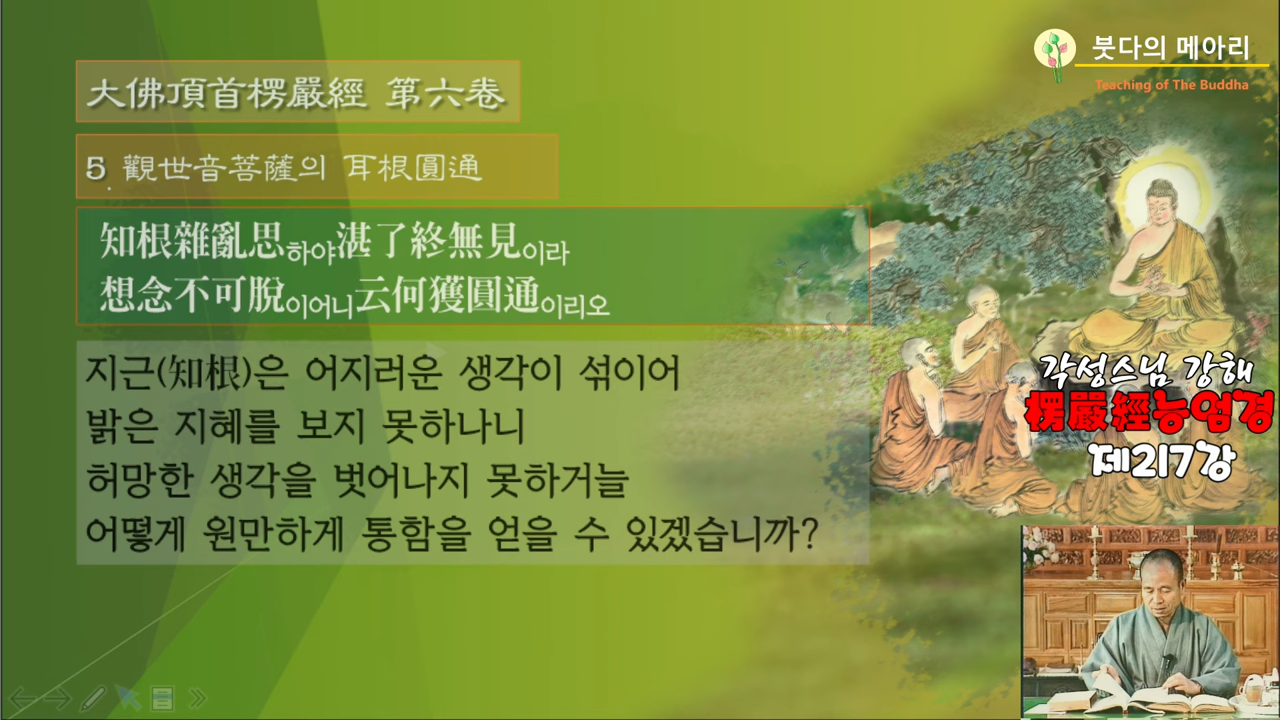 大佛頂首楞嚴經 第六卷
5. 觀世音菩薩의 耳根圓通
知根雜亂思하야湛了終無見이라
想念不可脫이어니云何獲圓通이리오
지근(知根)은 어지러운 생각이 섞이어
밝은 지혜를 보지 못하나니
허망한 생각을 벗어나지 못하거늘
어떻게 원만하게 통함을 얻을 수 있겠습니까?
붓다의 메아리
Teaching of The Buddha
각성스님 강해
楞嚴經능엄경
제217강